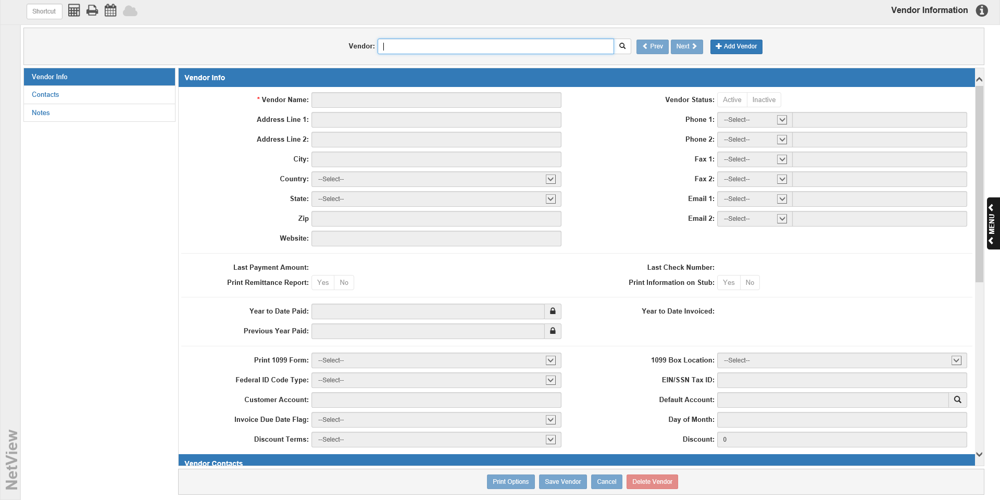 Shortcut
Vendor Information
Vendor:
Prev
Next
Add Vendor
Vendor Info
Contacts
Notes
Vendor Info
* Vendor Name:
Vendor Status: Active Inactive
Address Line 1:
Phone 1: --Select--
Address Line 2:
Phone 2: --Select--
City:
Fax 1: --Select--
Country: --Select--
Fax 2: --Select--
State: --Select--
Email 1: --Select--
Zip
Email 2: --Select--
Website:
Last Payment Amount:
Last Check Number:
Print Remittance Report: Yes No
Print Information on Stub: Yes No
Year to Date Paid:
Year to Date Invoiced:
Previous Year Paid:
Print 1099 Form: --Select--
1099 Box Location: --Select--
Federal ID Code Type: --Select--
EIN/SSN Tax ID:
Customer Account:
Default Account:
Invoice Due Date Flag: --Select--
Day of Month:
Discount Terms: --Select--
Discount: 0
Vendor Contacts
Print Options
Save Vendor
Cancel
Delete Vendor
MENU
NetView